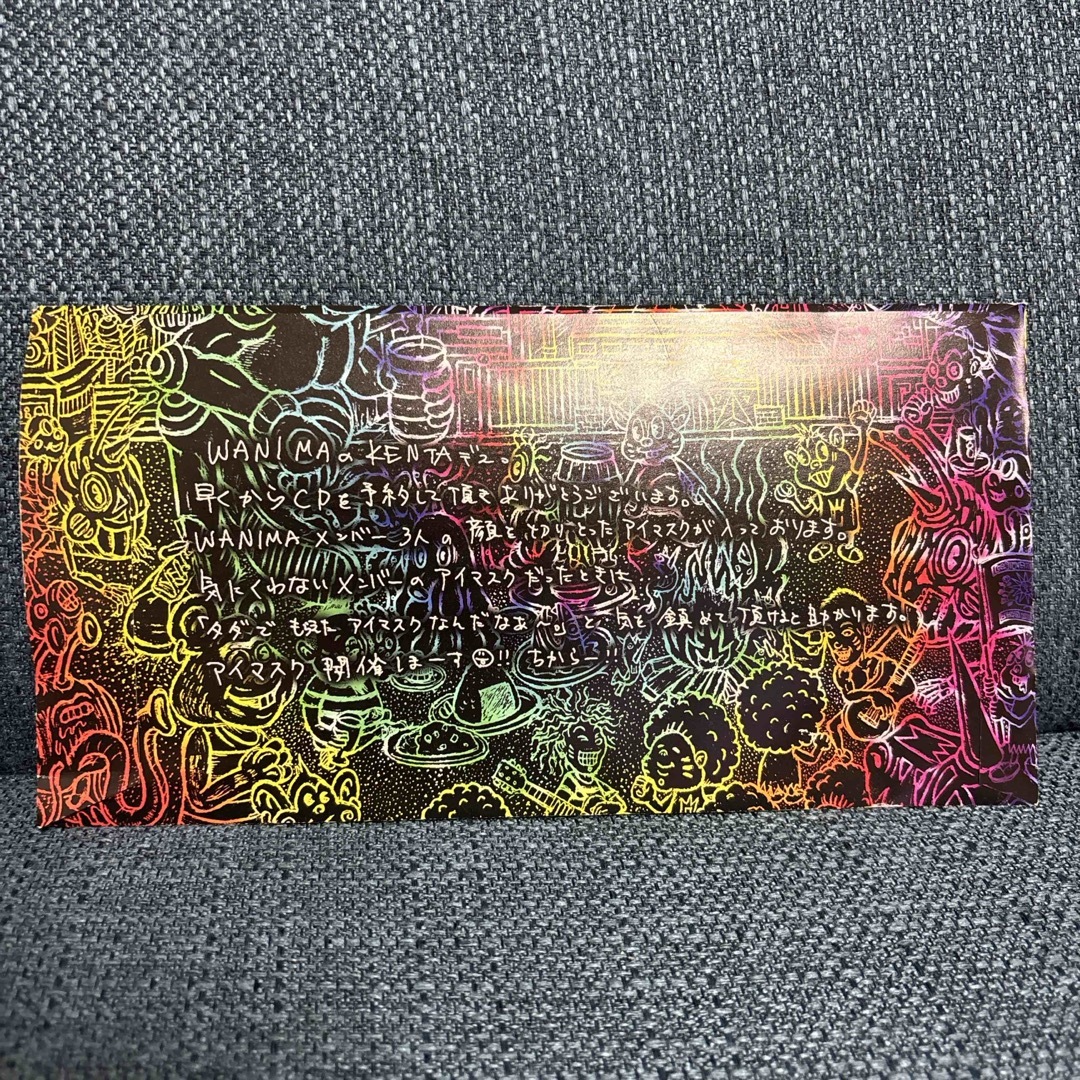 WANIMAのKENTAデス。
早くからCDを予約して頂きありがとうございます。
WANIMAメンバー3人の顔を切りとったアイマスクが入っております。
気にくわないメンバーのアイマスクだったときは、
「タダでもらえたアイマスクなんだなぁ〜」と、気を鎮めて頂けると助かります。
アイマスク開催しまーす!! ちからー!!